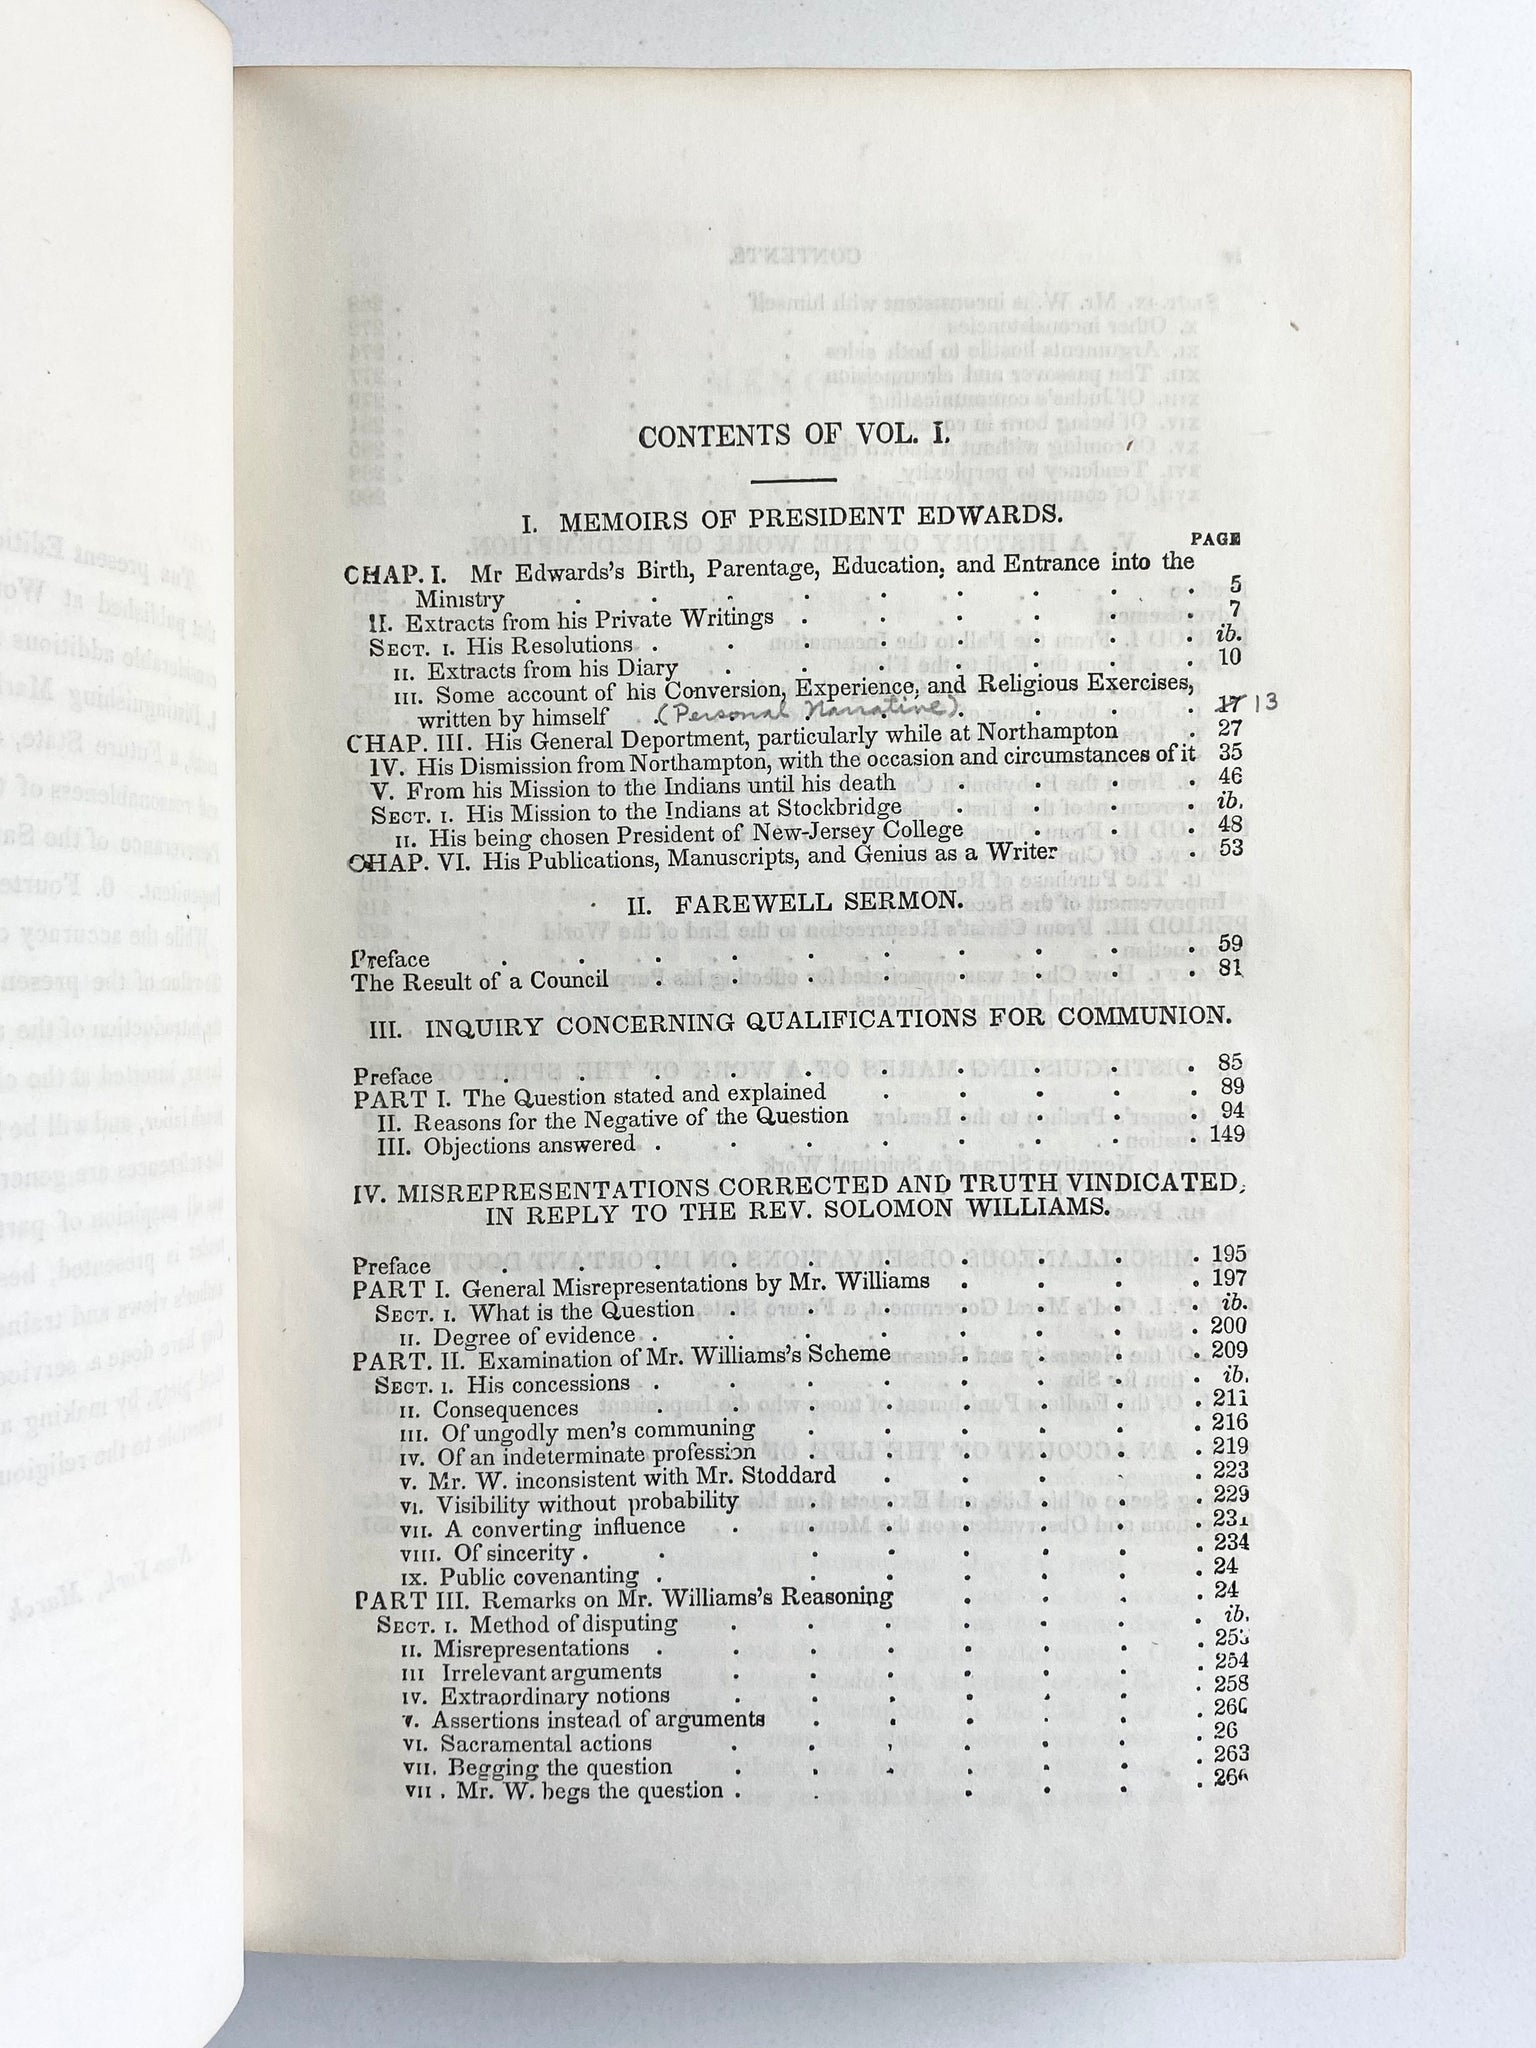 CONTENTS OF VOL. I.
I. MEMOIRS OF PRESIDENT EDWARDS.
PAGE
CHAP. I. Mr Edwards's Birth, Parentage, Education, and Entrance into the
Ministry . . . . . . . . . 5
II. Extracts from his Private Writings . . . . . . 7
SECT. I. His Resolutions . . . . . . . . ib.
II. Extracts from his Diary . . . . . . . 10
III. Some account of his Conversion, Experience, and Religious Exercises,
written by himself . (Personal Narrative) . . . . 17 13
CHAP. III. His General Deportment, particularly while at Northampton . 27
IV. His Dismission from Northampton, with the occasion and circumstances of it 35
V. From his Mission to the Indians until his death . . . . 46
SECT. I. His Mission to the Indians at Stockbridge . . . . ib.
II. His being chosen President of New-Jersey College . . . 48
CHAP. VI. His Publications, Manuscripts, and Genius as a Writer . 53
II. FAREWELL SERMON.
Preface . . . . . . . . . . 59
The Result of a Council . . . . . . . . 81
III. INQUIRY CONCERNING QUALIFICATIONS FOR COMMUNION.
Preface . . . . . . . . . . 85
PART I. The Question stated and explained . . . . . 89
II. Reasons for the Negative of the Question . . . . 94
III. Objections answered . . . . . . . . 149
IV. MISREPRESENTATIONS CORRECTED AND TRUTH VINDICATED,
IN REPLY TO THE REV. SOLOMON WILLIAMS.
Preface . . . . . . . . . . 195
PART I. General Misrepresentations by Mr. Williams . . . . 197
SECT. I. What is the Question . . . . . . . ib.
II. Degree of evidence . . . . . . . . 200
PART. II. Examination of Mr. Williams's Scheme . . . . 209
SECT. I. His concessions . . . . . . . . ib.
II. Consequences . . . . . . . . 211
III. Of ungodly men's communing . . . . . . 216
IV. Of an indeterminate profession . . . . . . 219
V. Mr. W. inconsistent with Mr. Stoddard . . . . . 223
VI. Visibility without probability . . . . . . 229
VII. A converting influence . . . . . . . 231
VIII. Of sincerity . . . . . . . . 234
IX. Public covenanting . . . . . . . 24
PART III. Remarks on Mr. Williams's Reasoning . . . . 24
SECT. I. Method of disputing . . . . . . . ib.
II. Misrepresentations . . . . . . . . 253
III Irrelevant arguments . . . . . . . 254
IV. Extraordinary notions . . . . . . . 258
V. Assertions instead of arguments . . . . . . 260
VI. Sacramental actions . . . . . . . 26
VII. Begging the question . . . . . . . 263
VII . Mr. W. begs the question . . . . . . 266